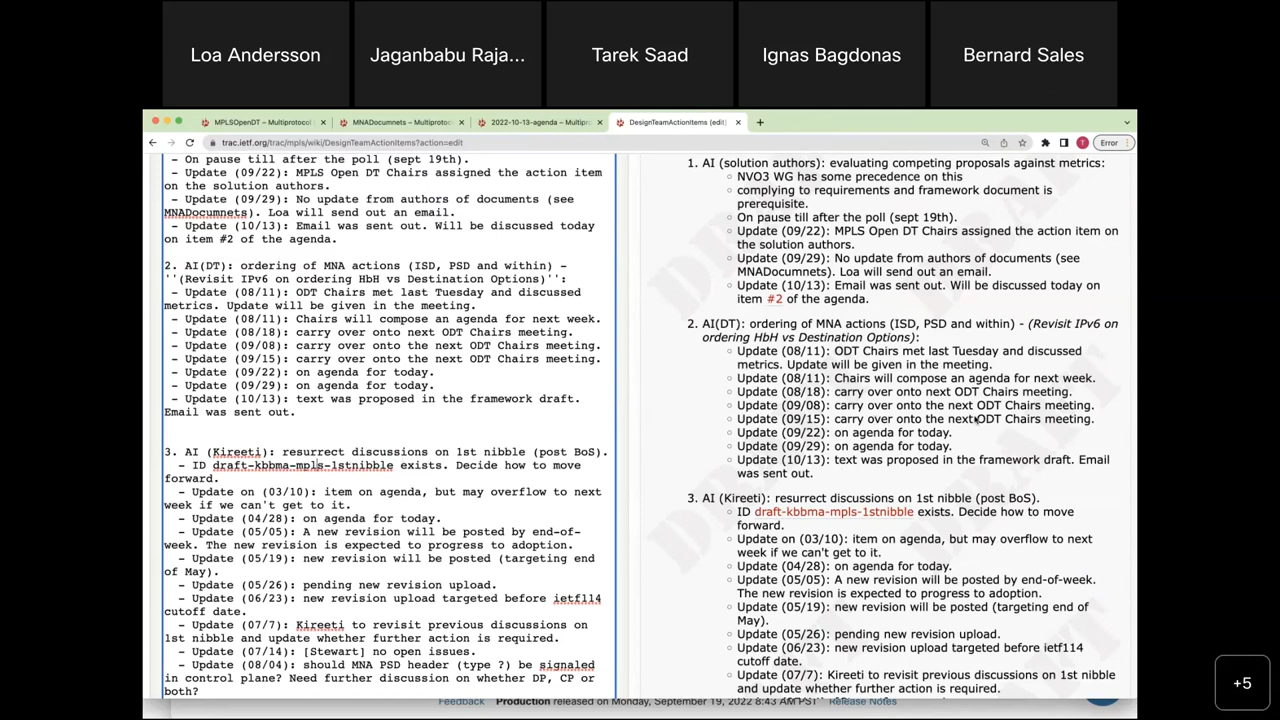 Loa Andersson
Jaganbabu Raja...
Tarek Saad
Ignas Bagdonas
Bernard Sales
MPLSOpenDT – Multiprotocol
MNADocumnets – Multiprotoc
2022-10-13-agenda – Multipr
DesignTeamActionItems (edit)
trac.ietf.org/trac/mpls/wiki/DesignTeamActionItems?action=edit
Error
- On pause till after the poll (sept 19th).
- Update (09/22): MPLS Open DT Chairs assigned the action item
on the solution authors.
- Update (09/29): No update from authors of documents (see
MNADocumnets). Loa will send out an email.
- Update (10/13): Email was sent out. Will be discussed today
on item #2 of the agenda.
2. AI(DT): ordering of MNA actions (ISD, PSD and within) -
''(Revisit IPv6 on ordering HbH vs Destination Options)'':
- Update (08/11): ODT Chairs met last Tuesday and discussed
metrics. Update will be given in the meeting.
- Update (08/11): Chairs will compose an agenda for next week.
- Update (08/18): carry over onto next ODT Chairs meeting.
- Update (09/08): carry over onto the next ODT Chairs meeting.
- Update (09/15): carry over onto the next ODT Chairs meeting.
- Update (09/22): on agenda for today.
- Update (09/29): on agenda for today.
- Update (10/13): text was proposed in the framework draft.
Email was sent out.
3. AI (Kireeti): resurrect discussions on 1st nibble (post BoS).
- ID draft-kbbma-mpls-1stnibble exists. Decide how to move
forward.
- Update on (03/10): item on agenda, but may overflow to next
week if we can't get to it.
- Update (04/28): on agenda for today.
- Update (05/05): A new revision will be posted by end-of-
week. The new revision is expected to progress to adoption.
- Update (05/19): new revision will be posted (targeting end
of May).
- Update (05/26): pending new revision upload.
- Update (06/23): new revision upload targeted before ietf114
cutoff date.
- Update (07/7): Kireeti to revisit previous discussions on
1st nibble and update whether further action is required.
- Update (07/14): [Stewart] no open issues.
- Update (08/04): should MNA PSD header (type ?) be signaled
in control plane? Need further discussion on whether DP, CP or
both?
1. AI (solution authors): evaluating competing proposals against metrics:
NVO3 WG has some precedence on this
complying to requirements and framework document is
prerequisite.
On pause till after the poll (sept 19th).
Update (09/22): MPLS Open DT Chairs assigned the action item on
the solution authors.
Update (09/29): No update from authors of documents (see
MNADocumnets). Loa will send out an email.
Update (10/13): Email was sent out. Will be discussed today on
item #2 of the agenda.
2. AI(DT): ordering of MNA actions (ISD, PSD and within) - (Revisit IPv6 on
ordering HbH vs Destination Options):
Update (08/11): ODT Chairs met last Tuesday and discussed
metrics. Update will be given in the meeting.
Update (08/11): Chairs will compose an agenda for next week.
Update (08/18): carry over onto next ODT Chairs meeting.
Update (09/08): carry over onto the next ODT Chairs meeting.
Update (09/15): carry over onto the next ODT Chairs meeting.
Update (09/22): on agenda for today.
Update (09/29): on agenda for today.
Update (10/13): text was proposed in the framework draft. Email
was sent out.
3. AI (Kireeti): resurrect discussions on 1st nibble (post BoS).
ID draft-kbbma-mpls-1stnibble exists. Decide how to move
forward.
Update on (03/10): item on agenda, but may overflow to next
week if we can't get to it.
Update (04/28): on agenda for today.
Update (05/05): A new revision will be posted by end-of-week.
The new revision is expected to progress to adoption.
Update (05/19): new revision will be posted (targeting end of
May).
Update (05/26): pending new revision upload.
Update (06/23): new revision upload targeted before ietf114
cutoff date.
Update (07/7): Kireeti to revisit previous discussions on 1st nibble
and update whether further action is required.
Feedback Production released on Monday, September 19, 2022 8:43 AM PST Release Notes
+5